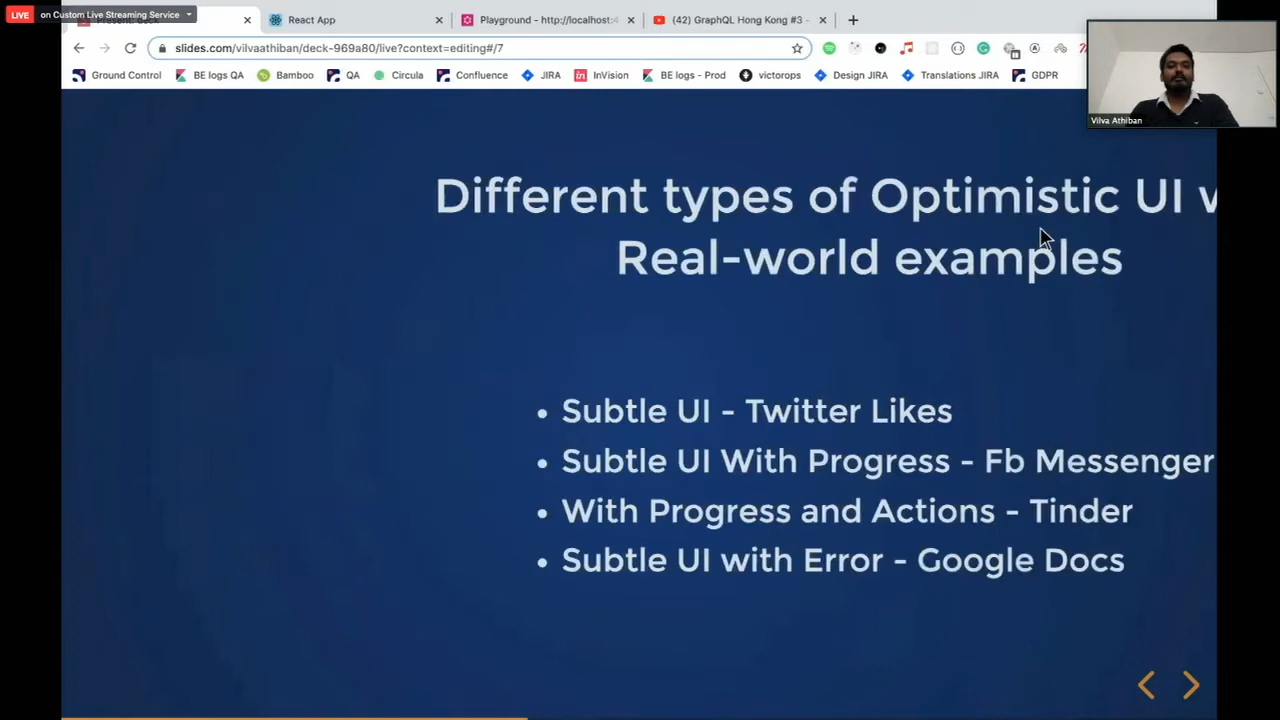 LIVE on Custom Live Streaming Service
React App
Playground - http://localhost:4
(42) GraphQL Hong Kong #3 -
slides.com/vilvaathiban/deck-969a80/live?context=editing#/7
Ground Control BE logs QA Bamboo QA Circula Confluence JIRA InVision BE logs - Prod victorops Design JIRA Translations JIRA GDPR
Vilva Athiban
Different types of Optimistic UI
Real-world examples
• Subtle UI - Twitter Likes
• Subtle UI With Progress - Fb Messenger
• With Progress and Actions - Tinder
• Subtle UI with Error - Google Docs